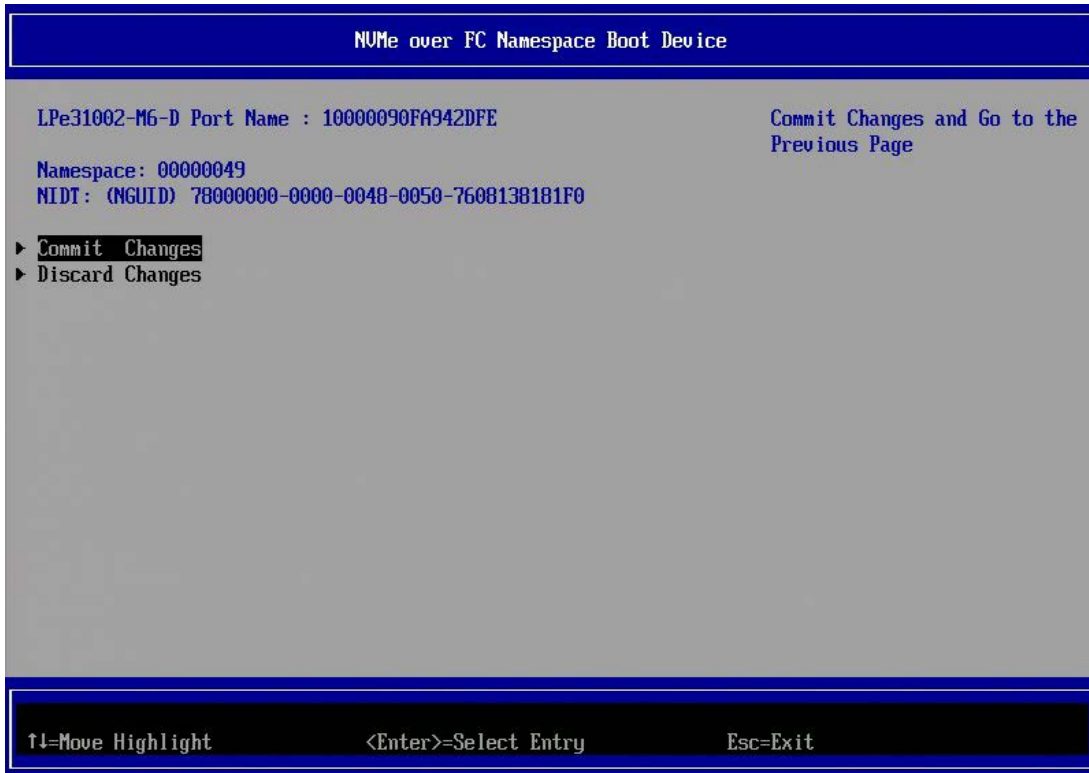 NVMe over FC Namespace Boot Device
LPe31002-M6-D Port Name : 10000090FA942DFE
Commit Changes and Go to the
Previous Page
Namespace: 00000049
NIDT: (NGUID) 78000000-0000-0048-0050-7608138181F0
▶ Commit  Changes
▶ Discard Changes
↑↓=Move Highlight
<Enter>=Select Entry
Esc=Exit